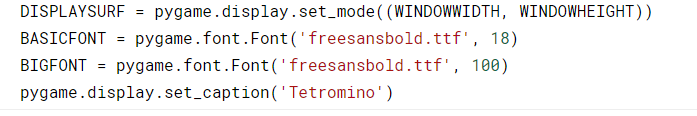 DISPLAYSURF = pygame.display.set_mode((WINDOWWIDTH, WINDOWHEIGHT))
BASICFONT = pygame.font.Font('freesansbold.ttf', 18)
BIGFONT = pygame.font.Font('freesansbold.ttf', 100)
pygame.display.set_caption('Tetromino')